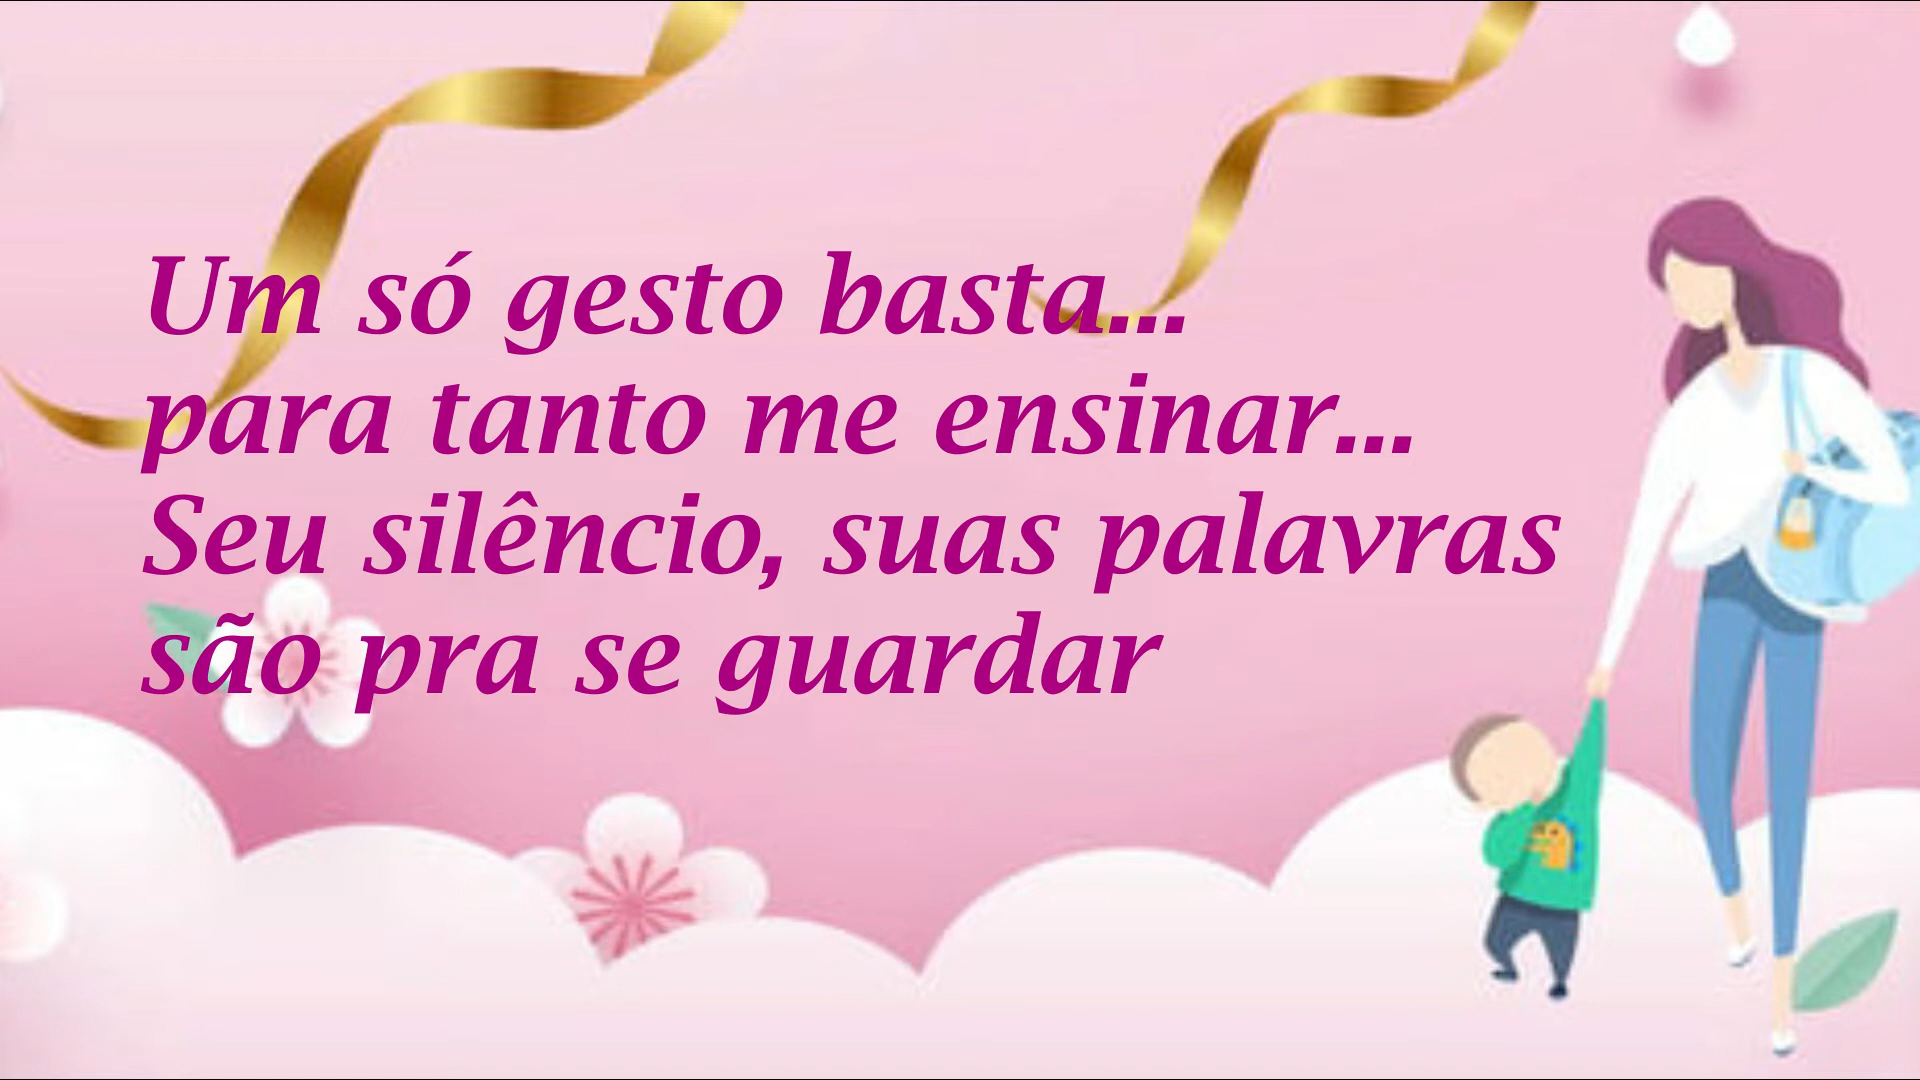 Um só gesto basta...
para tanto me ensinar...
Seu silêncio, suas palavras
são pra se guardar